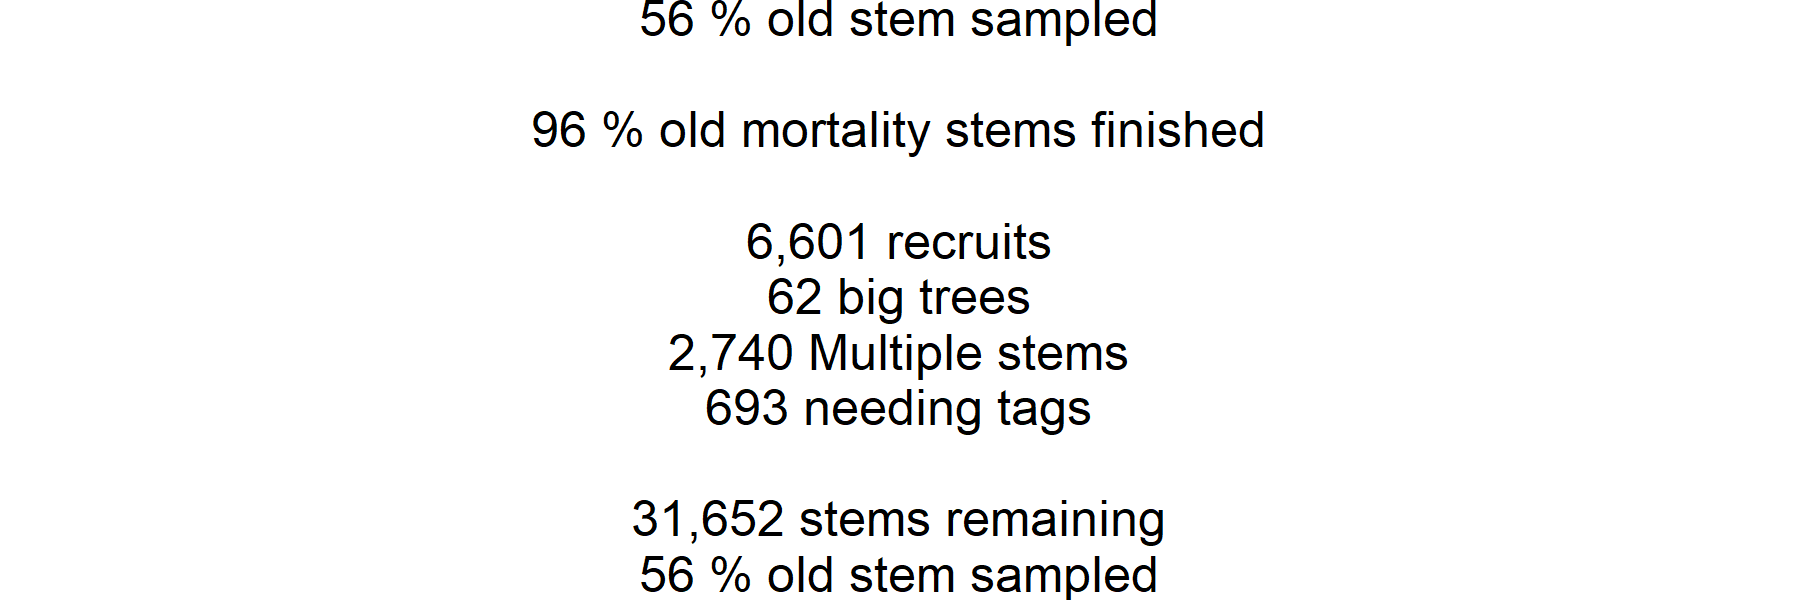 56 % old stem sampled
96 % old mortality stems finished
6,601 recruits
62 big trees
2,740 Multiple stems
693 needing tags
31,652 stems remaining
56 % old stem sampled